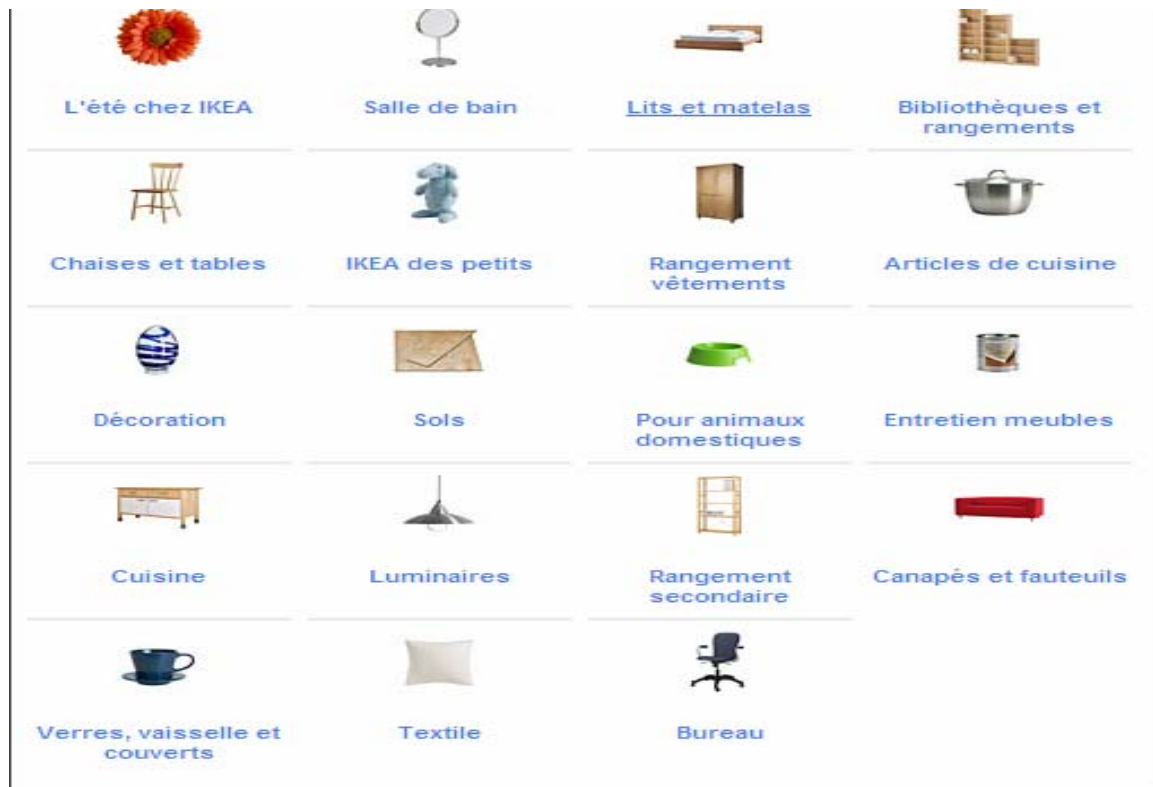 L'été chez IKEA
Salle de bain
Lits et matelas
Bibliothèques et
rangements
Chaises et tables
IKEA des petits
Rangement
vêtements
Articles de cuisine
Décoration
Sols
Pour animaux
domestiques
Entretien meubles
Cuisine
Luminaires
Rangement
secondaire
Canapés et fauteuils
Verres, vaisselle et
couverts
Textile
Bureau